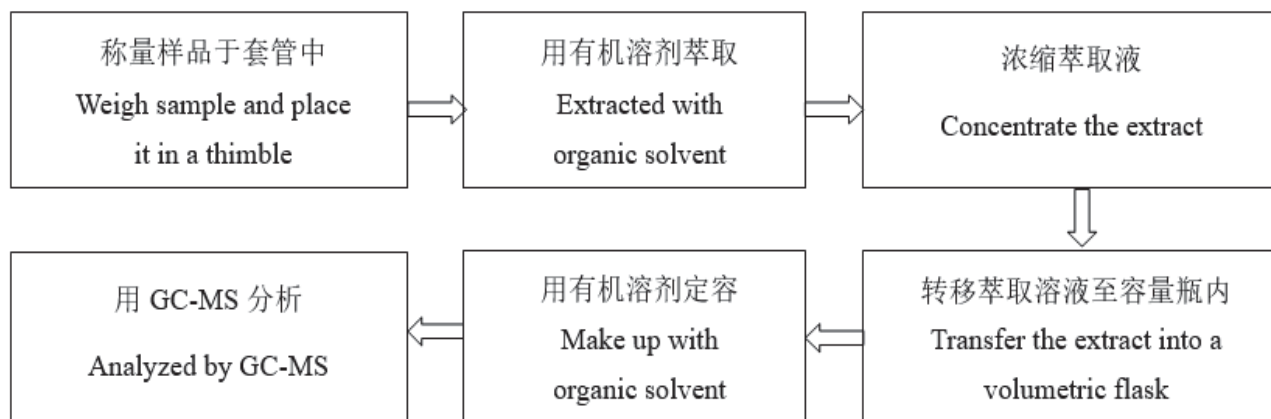 称量样品于套管中
Weigh sample and place
it in a thimble
用有机溶剂萃取
Extracted with
organic solvent
浓缩萃取液
Concentrate the extract
转移萃取溶液至容量瓶内
Transfer the extract into a
volumetric flask
用有机溶剂定容
Make up with
organic solvent
用 GC-MS 分析
Analyzed by GC-MS